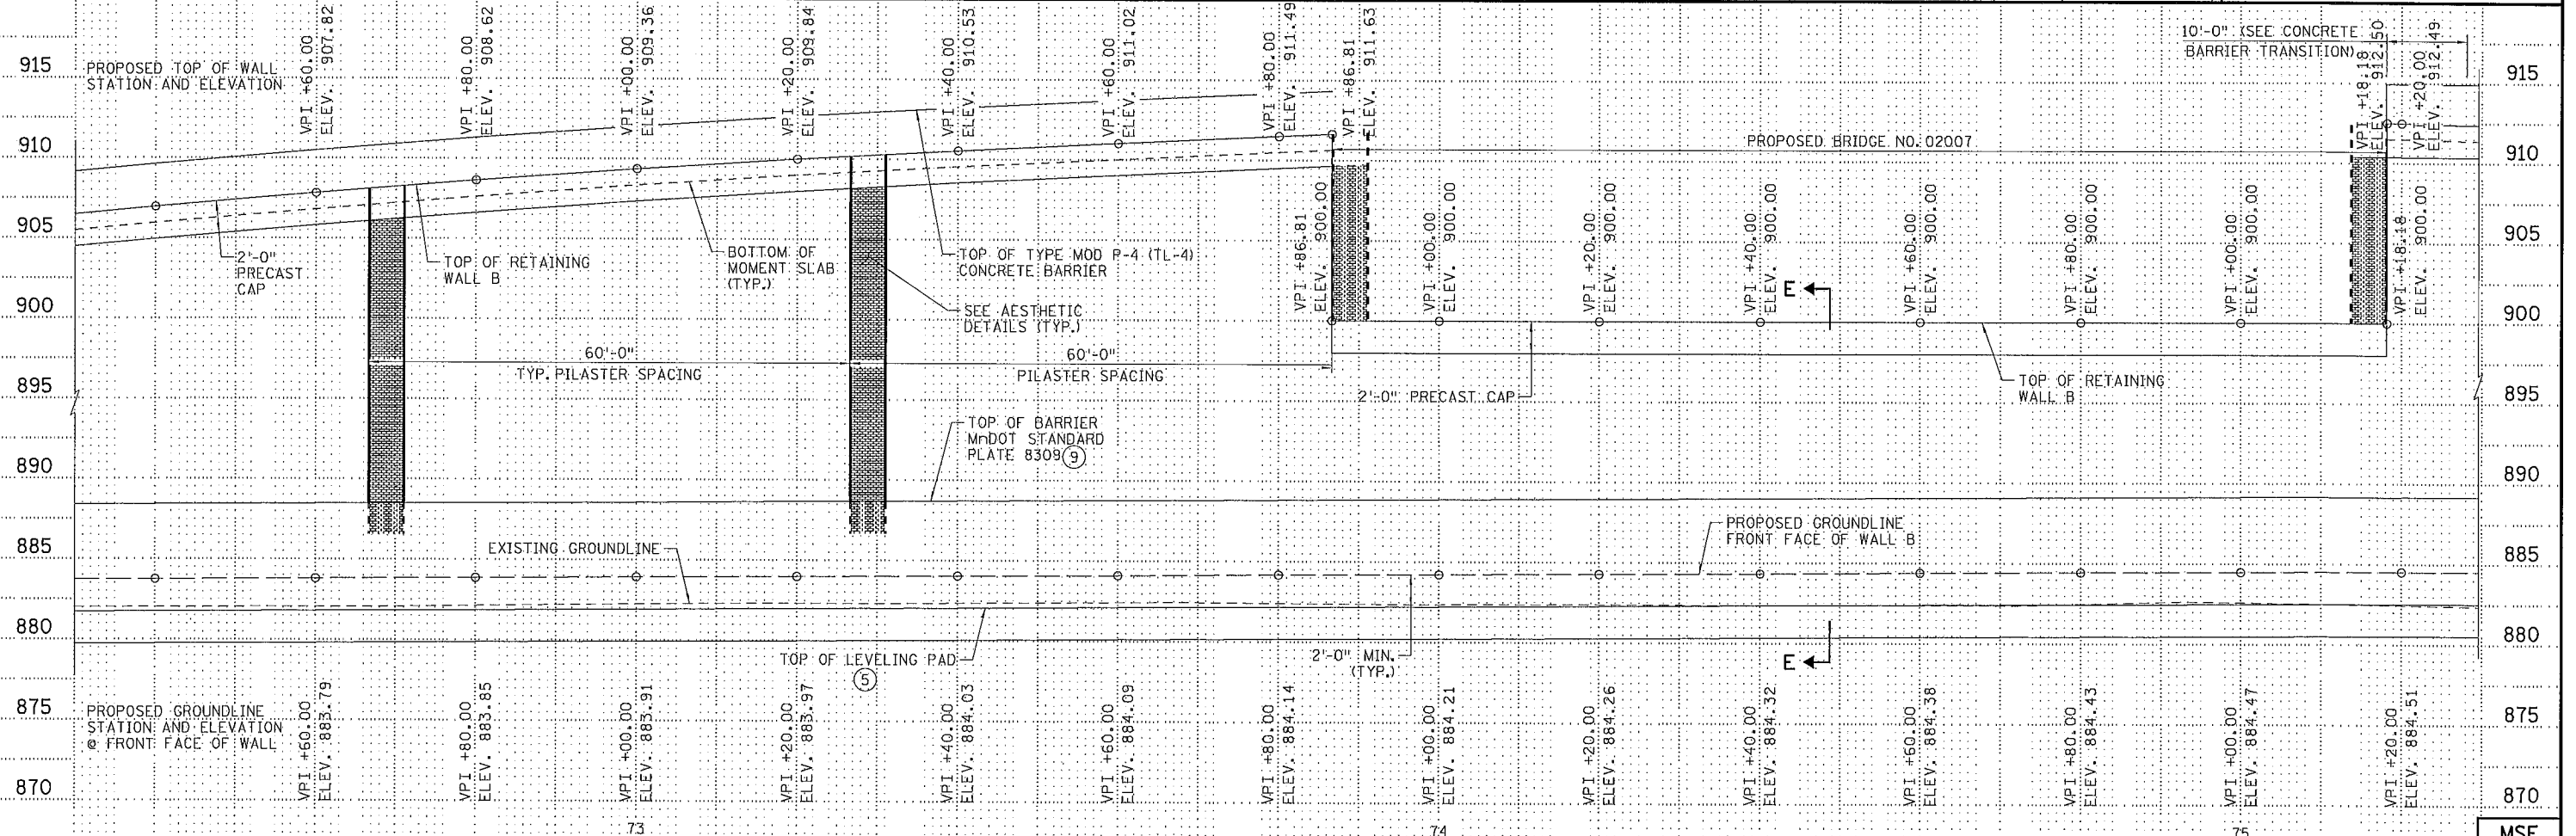 VPI +60.00
ELEV. 907.82
VPI +80.00
ELEV. 908.62
VPI +00.00
ELEV. 909.36
VPI +20.00
ELEV. 909.84
VPI +40.00
ELEV. 910.53
VPI +60.00
ELEV. 911.02
VPI +80.00
ELEV. 911.49
VPI +86.81
ELEV. 911.63
10'-0" (SEE CONCRETE
BARRIER TRANSITION)
VPI +18.18
ELEV. 912.50
VPI +20.00
ELEV. 912.49
915
910
905
900
895
890
885
880
875
870
PROPOSED TOP OF WALL
STATION AND ELEVATION
PROPOSED BRIDGE NO. 02007
2'-0"
PRECAST
CAP
TOP OF RETAINING
WALL B
BOTTOM OF
MOMENT SLAB
(TYP.)
TOP OF TYPE MOD P-4 (TL-4)
CONCRETE BARRIER
SEE AESTHETIC
DETAILS (TYP.)
VPI +86.81
ELEV. 900.00
VPI +00.00
ELEV. 900.00
VPI +20.00
ELEV. 900.00
VPI +40.00
ELEV. 900.00
VPI +60.00
ELEV. 900.00
VPI +80.00
ELEV. 900.00
VPI +00.00
ELEV. 900.00
VPI +18.18
ELEV. 900.00
E
60'-0"
TYP. PILASTER SPACING
60'-0"
PILASTER SPACING
2'-0" PRECAST CAP
TOP OF RETAINING
WALL B
TOP OF BARRIER
MnDOT STANDARD
PLATE 8309 9
EXISTING GROUNDLINE
PROPOSED GROUNDLINE
FRONT FACE OF WALL B
TOP OF LEVELING PAD
5
2'-0" MIN.
(TYP.)
E
PROPOSED GROUNDLINE
STATION AND ELEVATION
@ FRONT FACE OF WALL
VPI +60.00
ELEV. 883.79
VPI +80.00
ELEV. 883.85
VPI +00.00
ELEV. 883.91
VPI +20.00
ELEV. 883.97
VPI +40.00
ELEV. 884.03
VPI +60.00
ELEV. 884.09
VPI +80.00
ELEV. 884.14
VPI +00.00
ELEV. 884.21
VPI +20.00
ELEV. 884.26
VPI +40.00
ELEV. 884.32
VPI +60.00
ELEV. 884.38
VPI +80.00
ELEV. 884.43
VPI +00.00
ELEV. 884.47
VPI +20.00
ELEV. 884.51
915
910
905
900
895
890
885
880
875
870
73
74
75
MSE